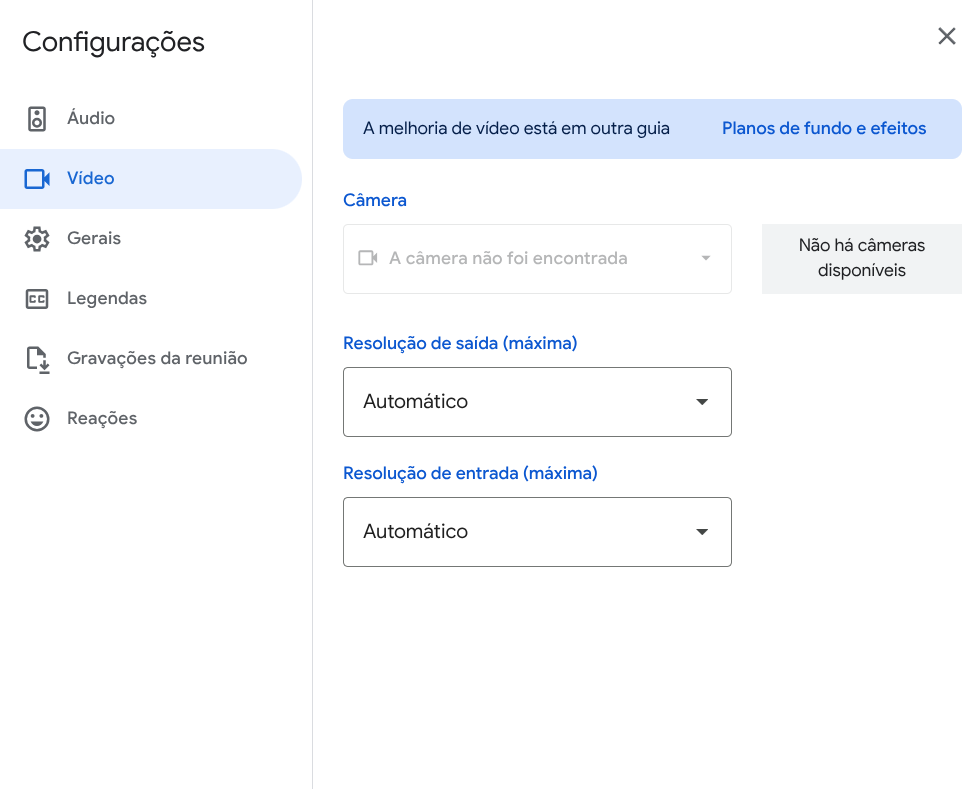 Configurações
Áudio
Vídeo
Gerais
CC Legendas
Gravações da reunião
Reações
A melhoria de vídeo está em outra guia
Planos de fundo e efeitos
Câmera
A câmera não foi encontrada
Não há câmeras
disponíveis
Resolução de saída (máxima)
Automático
Resolução de entrada (máxima)
Automático